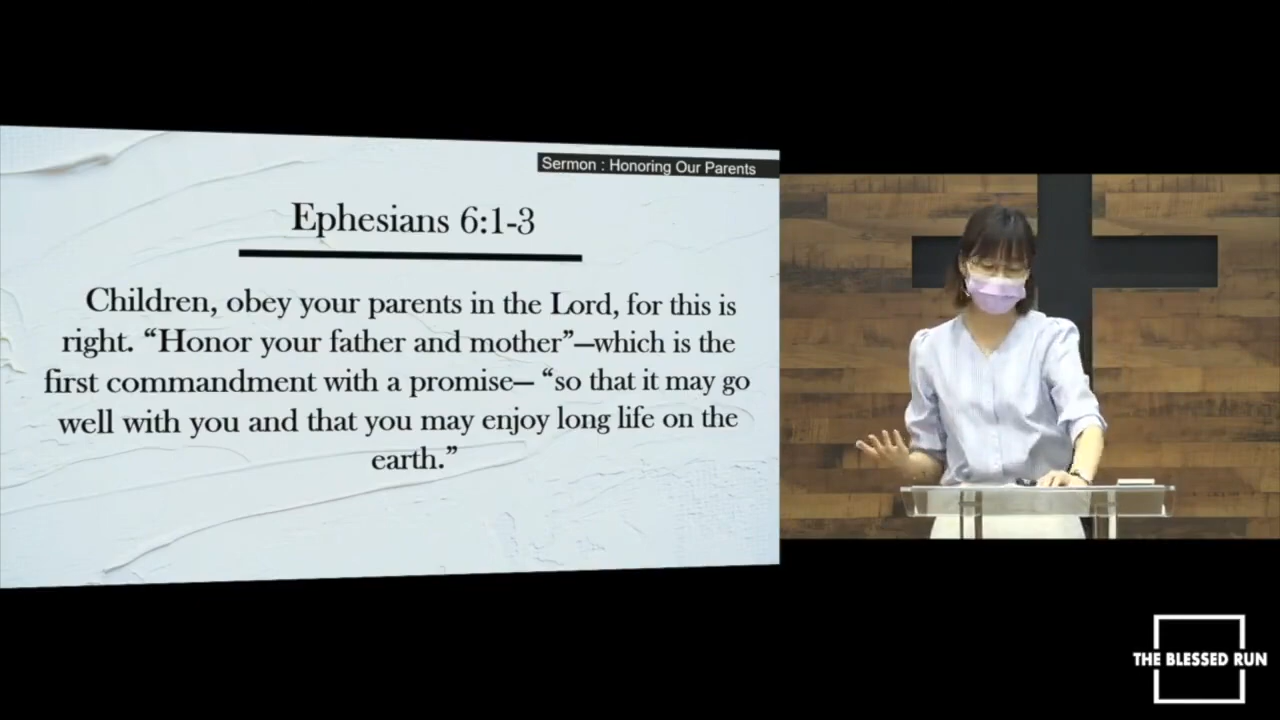 Sermon : Honoring Our Parents
Ephesians 6:1-3
Children, obey your parents in the Lord, for this is
right. “Honor your father and mother”—which is the
first commandment with a promise— “so that it may go
well with you and that you may enjoy long life on the
earth.”
THE BLESSED RUN